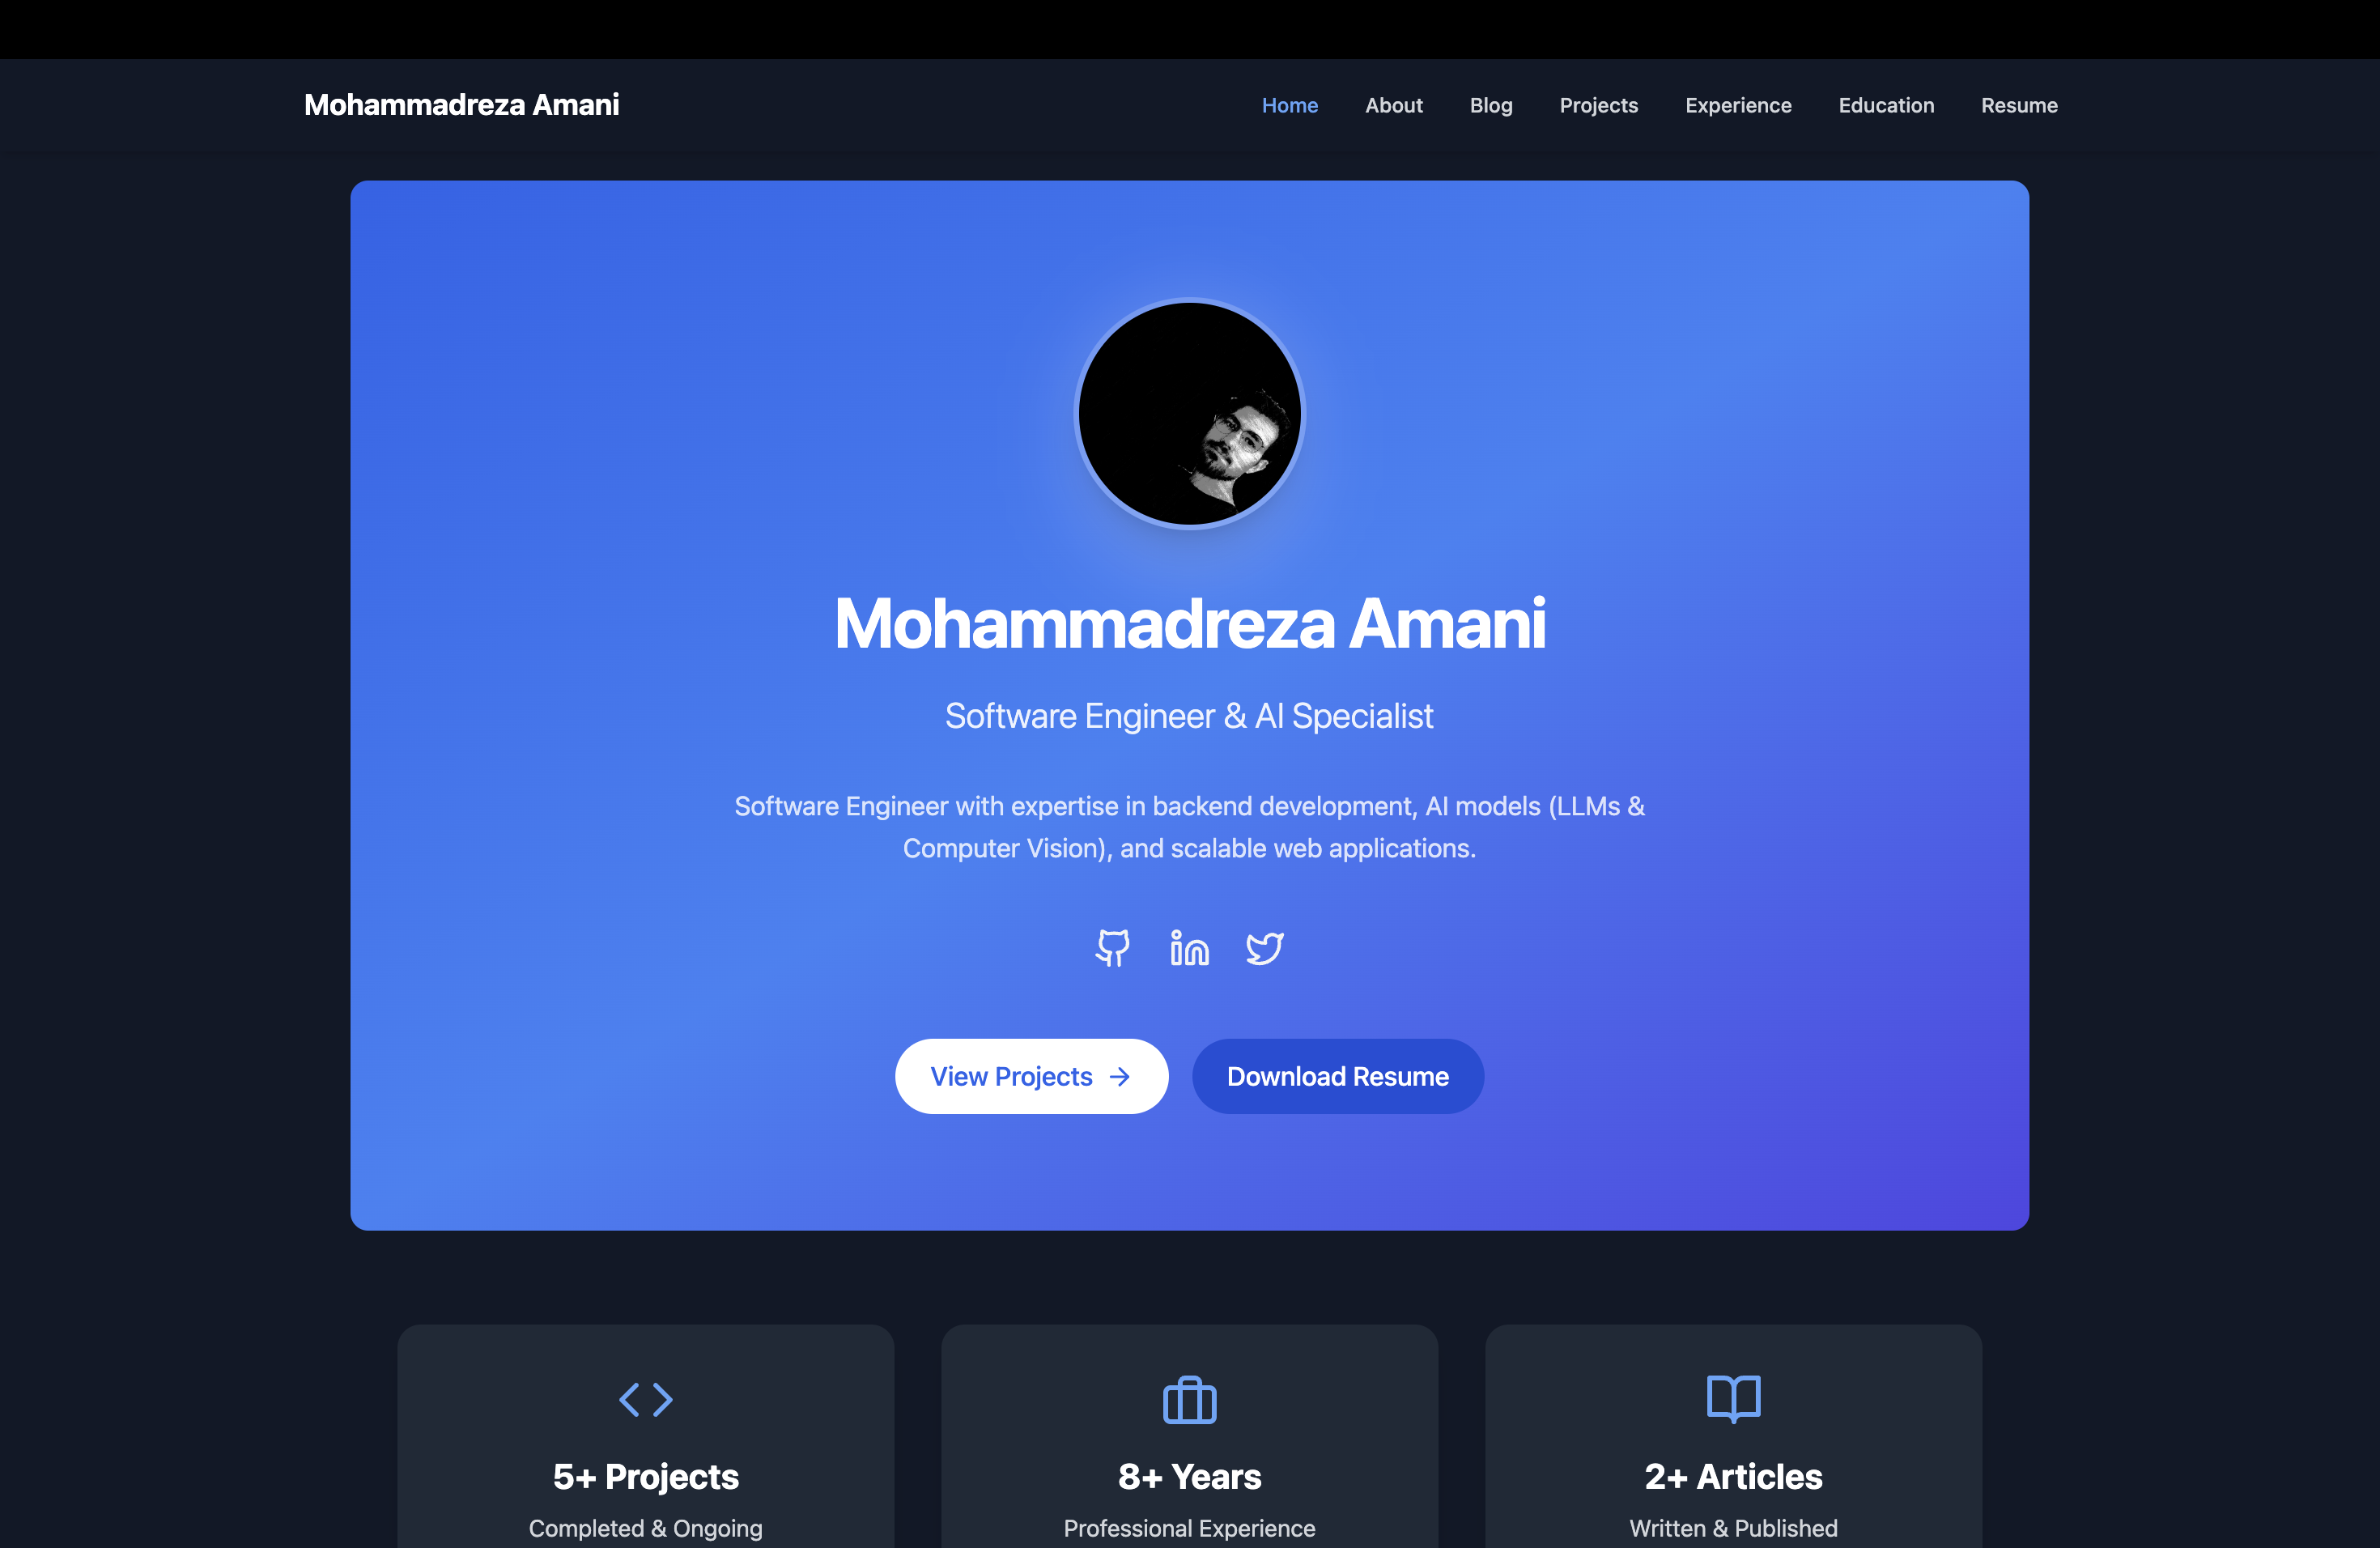 Mohammadreza Amani
Home About Blog Projects Experience Education Resume
Mohammadreza Amani
Software Engineer & AI Specialist
Software Engineer with expertise in backend development, AI models (LLMs &
Computer Vision), and scalable web applications.
View Projects →
Download Resume
5+ Projects
Completed & Ongoing
8+ Years
Professional Experience
2+ Articles
Written & Published